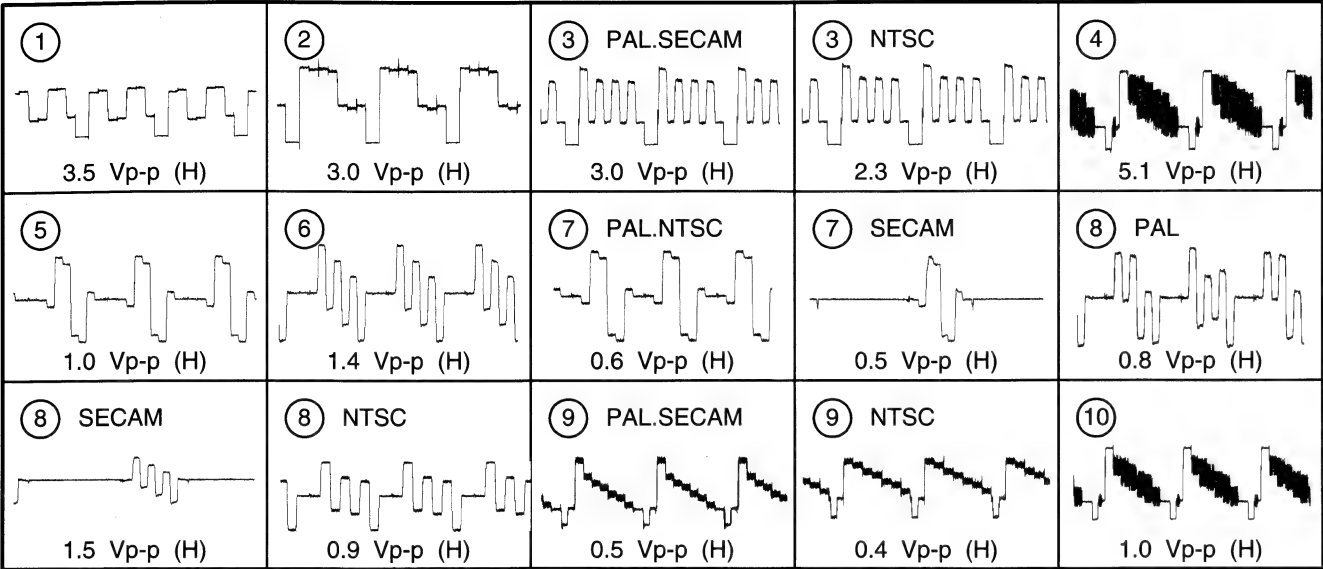 ① ② ③ PAL.SECAM ③ NTSC ④
3.5 Vp-p (H) 3.0 Vp-p (H) 3.0 Vp-p (H) 2.3 Vp-p (H) 5.1 Vp-p (H)
⑤ ⑥ ⑦ PAL.NTSC ⑦ SECAM ⑧ PAL
1.0 Vp-p (H) 1.4 Vp-p (H) 0.6 Vp-p (H) 0.5 Vp-p (H) 0.8 Vp-p (H)
⑧ SECAM ⑧ NTSC ⑨ PAL.SECAM ⑨ NTSC ⑩
1.5 Vp-p (H) 0.9 Vp-p (H) 0.5 Vp-p (H) 0.4 Vp-p (H) 1.0 Vp-p (H)